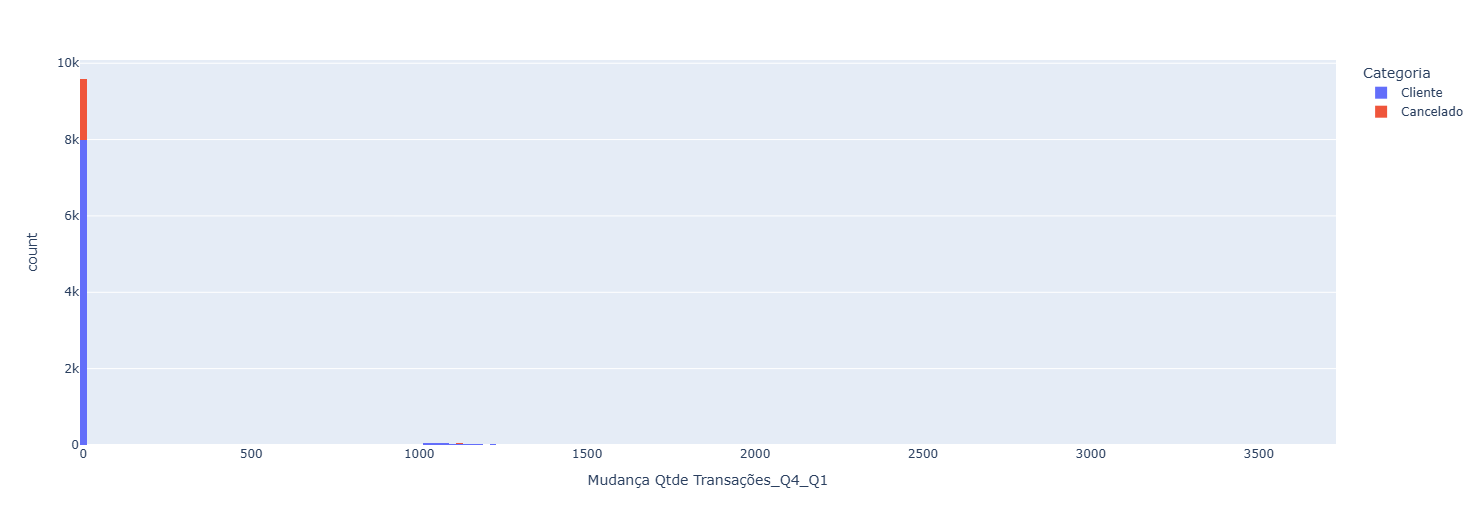 10k
8k
6k
4k
2k
0
count
0 500 1000 1500 2000 2500 3000 3500
Mudança Qtde Transações_Q4_Q1
Categoria
Cliente
Cancelado